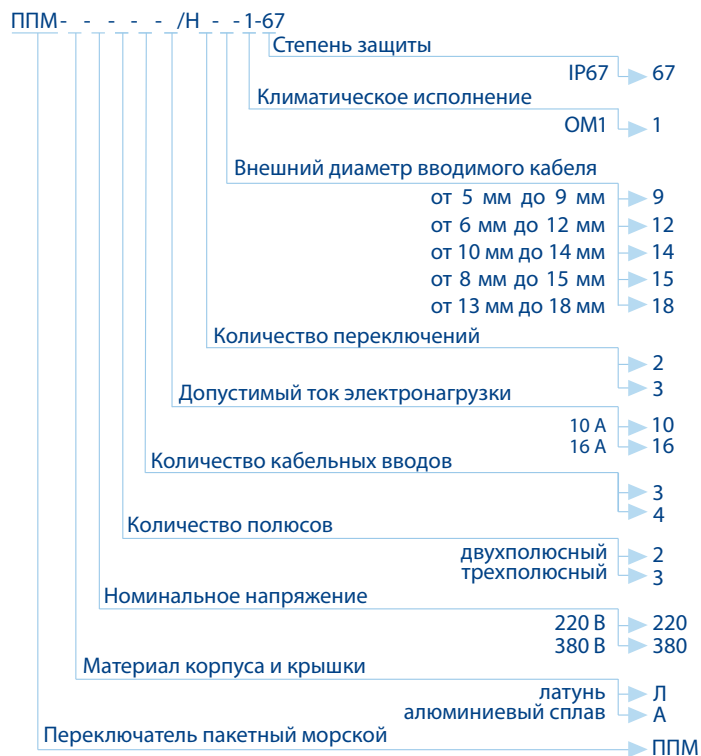 ППМ- - - - - /Н - - 1-67
Степень защиты
IP67 67
Климатическое исполнение
ОМ1 1
Внешний диаметр вводимого кабеля
от 5 мм до 9 мм 9
от 6 мм до 12 мм 12
от 10 мм до 14 мм 14
от 8 мм до 15 мм 15
от 13 мм до 18 мм 18
Количество переключений
2
3
Допустимый ток электронагрузки
10 А 10
16 А 16
Количество кабельных вводов
3
4
Количество полюсов
двухполюсный 2
трехполюсный 3
Номинальное напряжение
220 В 220
380 В 380
Материал корпуса и крышки
латунь Л
алюминиевый сплав А
Переключатель пакетный морской ППМ